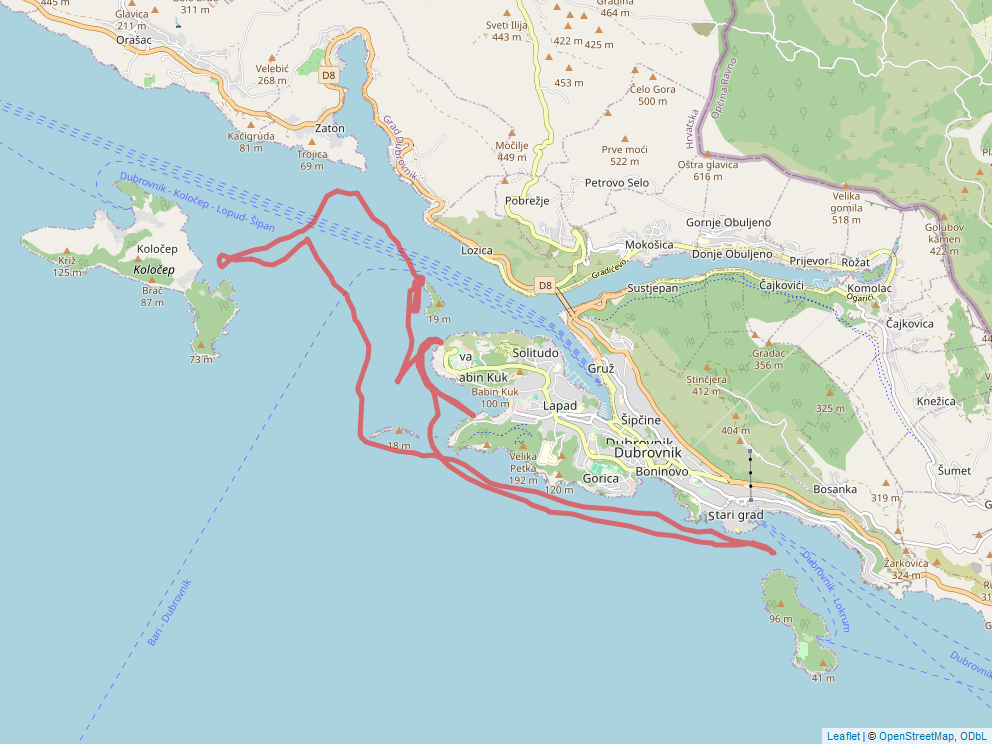 445 m
Glavica
211 m
311 m
Orašac
Velebić
268 m
D8
Kaćigruda
81 m
Zaton
Trojica
69 m
Grad Dubrovnik
Sveti Ilija
443 m
Gradina
464 m
422 m
425 m
453 m
Čelo Gora
500 m
Močilje
449 m
Prve moći
522 m
Općina Ravno
Hrvatska
Oštra glavica
616 m
Petrovo Selo
Pobrežje
Velika
gomila
518 m
Golubov
kamen
422 m
Gornje Obuljeno
Mokošica
Donje Obuljeno
Prijevor
Rožat
Dubrovnik - Koločep - Lopud- Šipan
Koločep
Koločep
Križ
125 m
Brač
87 m
73 m
Lozica
Gradićevo
D8
Sustjepan
Čajkovići
Komolac
Ogarići
Čajkovica
19 m
va
abin Kuk
Babin Kuk
100 m
Solitudo
Gruž
Gradac
356 m
Stinčjera
412 m
325 m
Knežica
Lapad
Šipčine
404 m
18 m
Dubrovnik
Dubrovnik
Velika
Petka
192 m
120 m
Gorica
Boninovo
Šumet
Bosanka
319 m
Stari grad
Žarkovica
324 m
Dubrovnik - Lokrum
96 m
41 m
Bari - Dubrovnik
Dubrovnik
Leaflet | © OpenStreetMap, ODbL